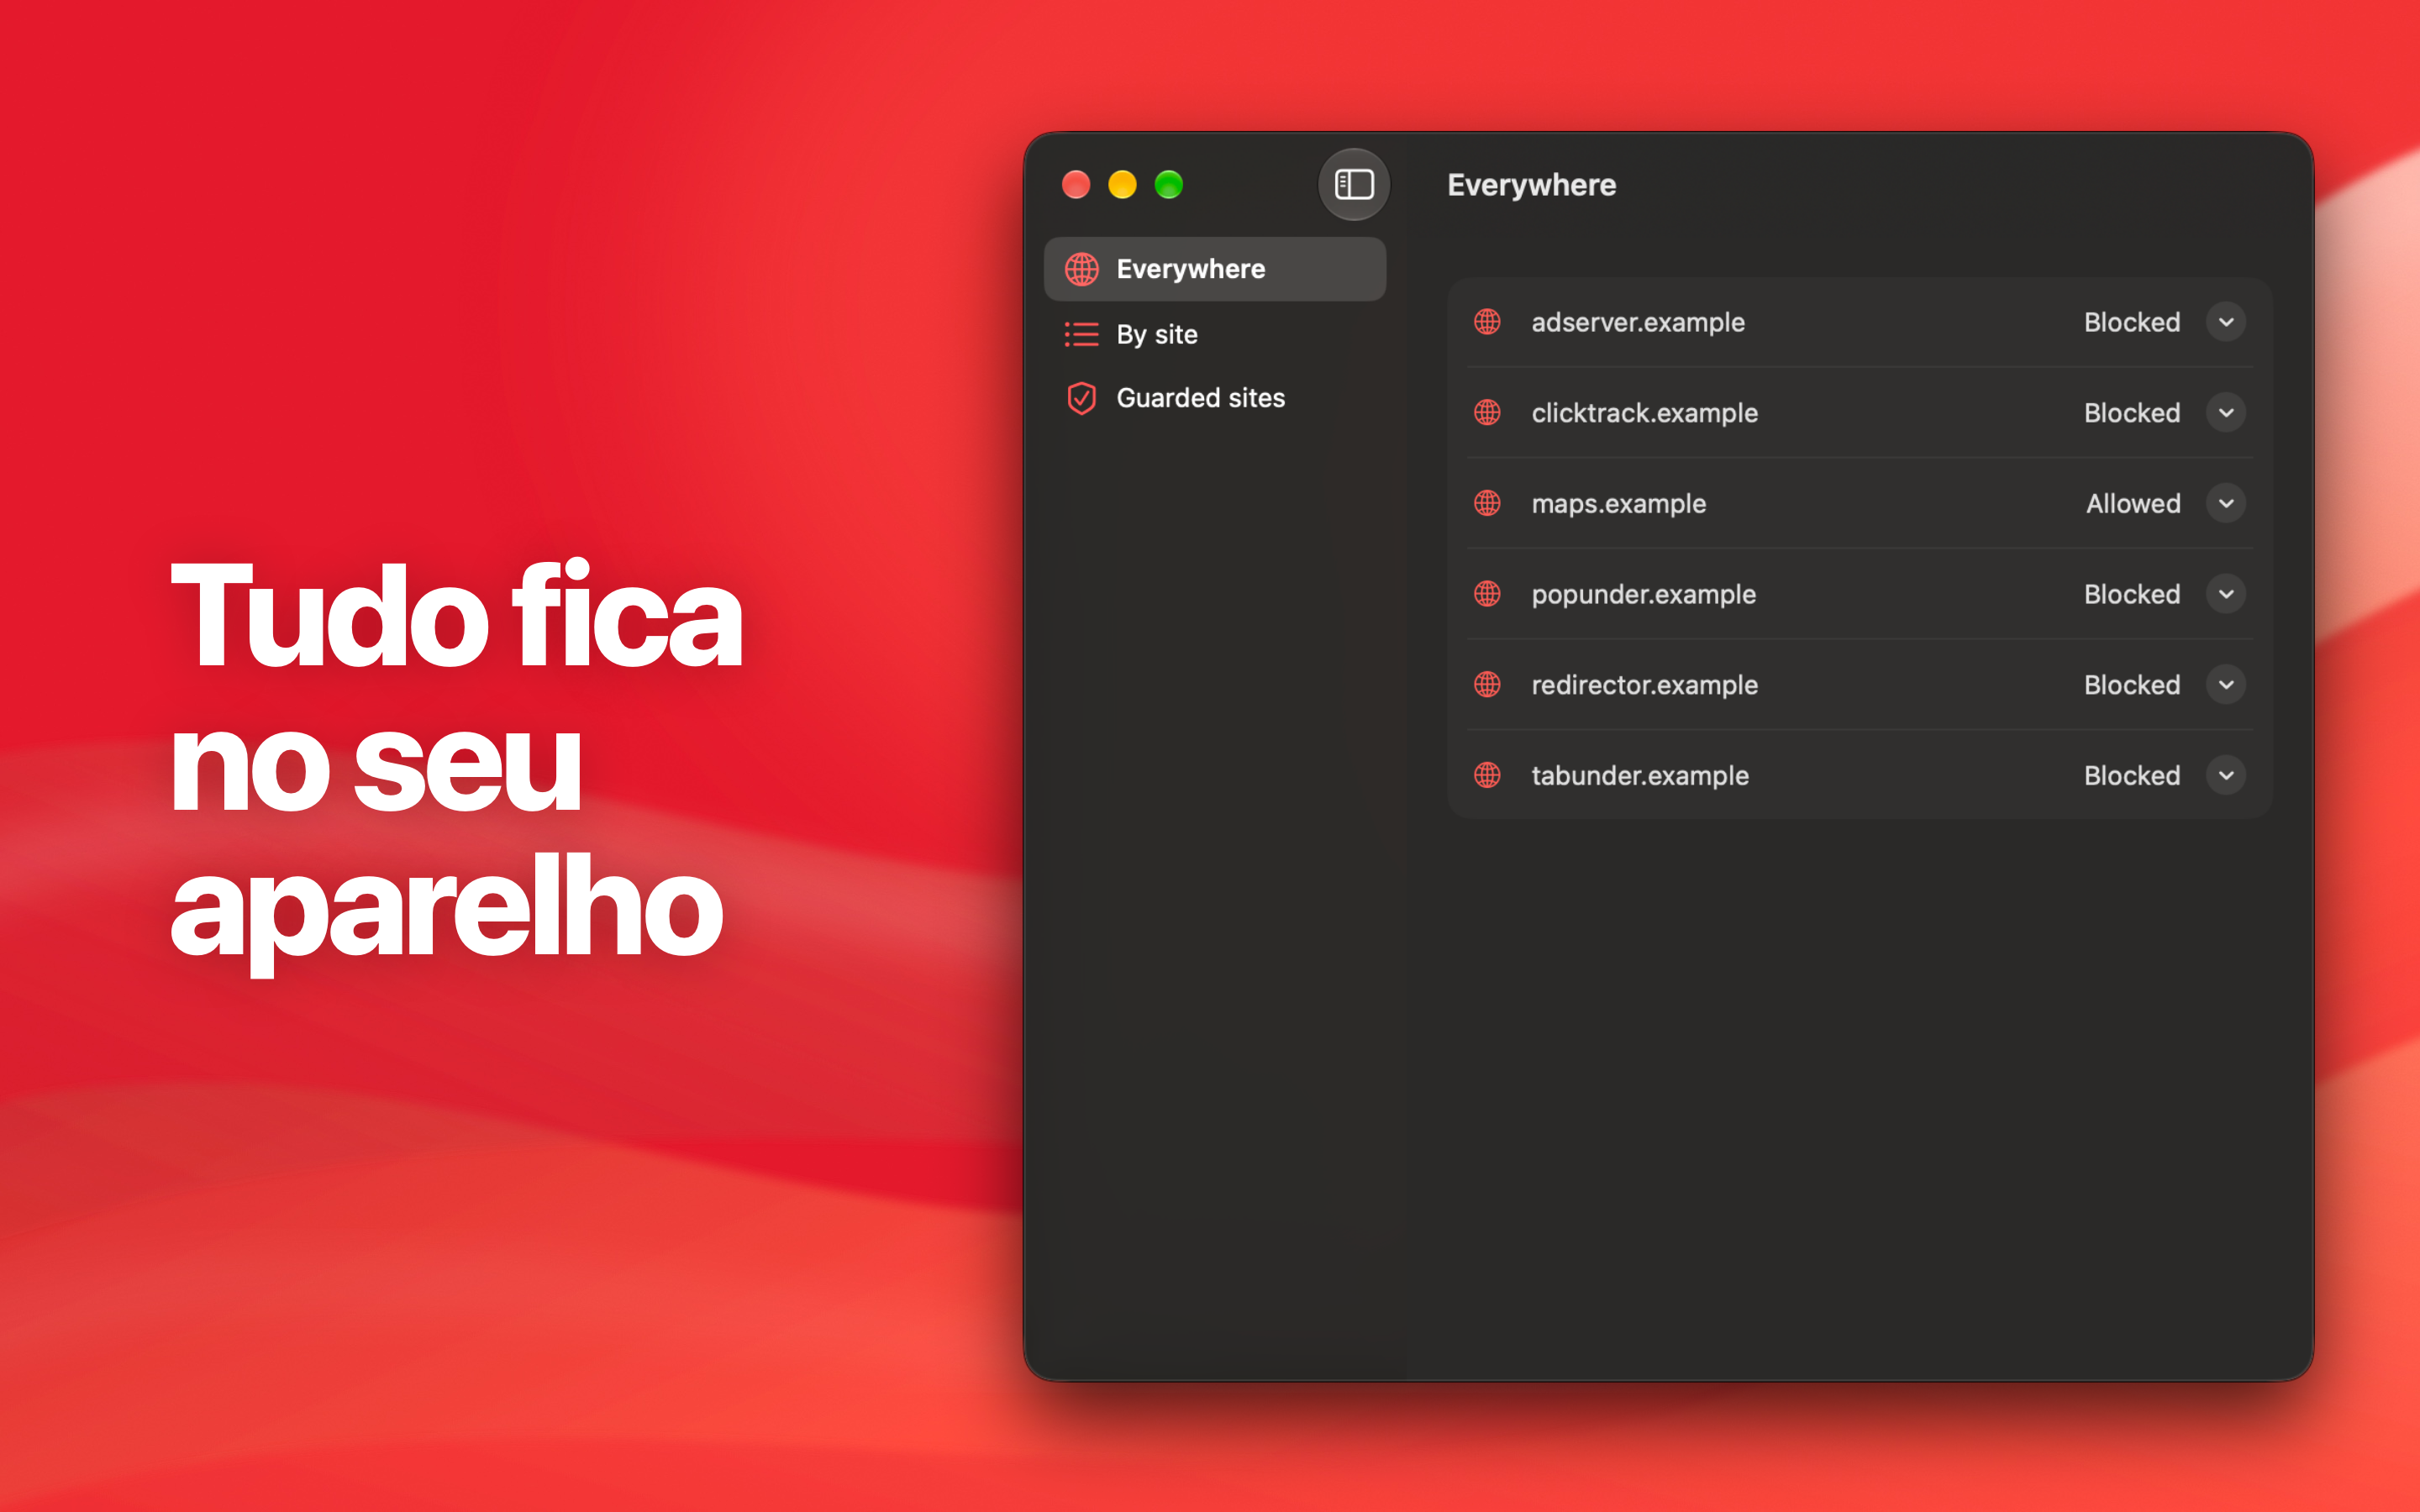 Tudo fica
no seu
aparelho
Everywhere
By site
Guarded sites
Everywhere
adserver.example Blocked
clicktrack.example Blocked
maps.example Allowed
popunder.example Blocked
redirector.example Blocked
tabunder.example Blocked